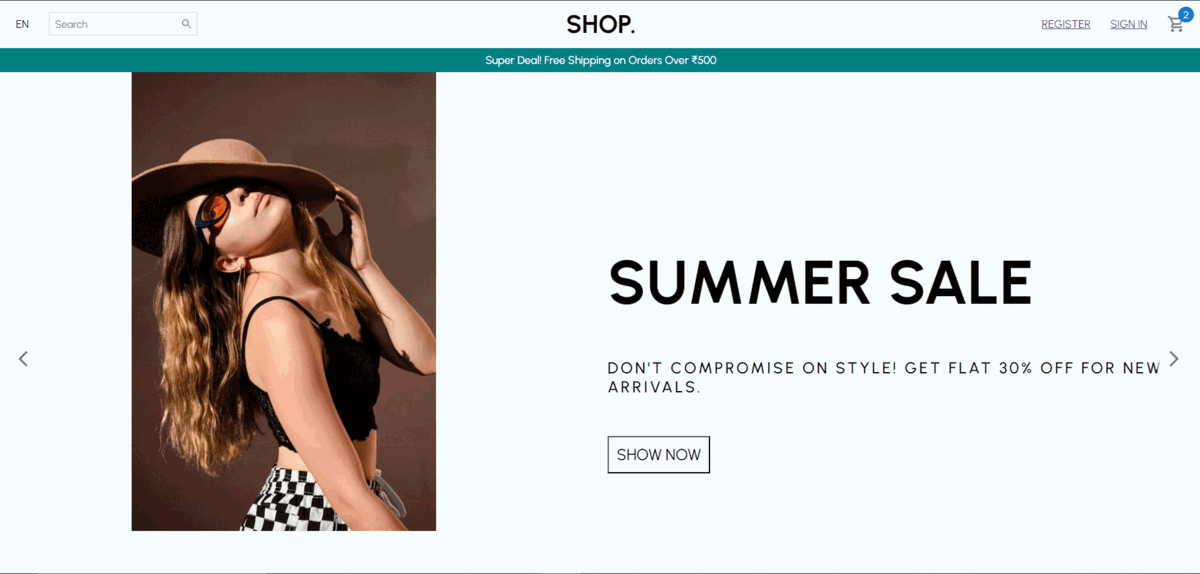 EN
Search
SHOP.
REGISTER
SIGN IN
2
Super Deal! Free Shipping on Orders Over ₹500
SUMMER SALE
DON'T COMPROMISE ON STYLE! GET FLAT 30% OFF FOR NEW
ARRIVALS.
SHOW NOW